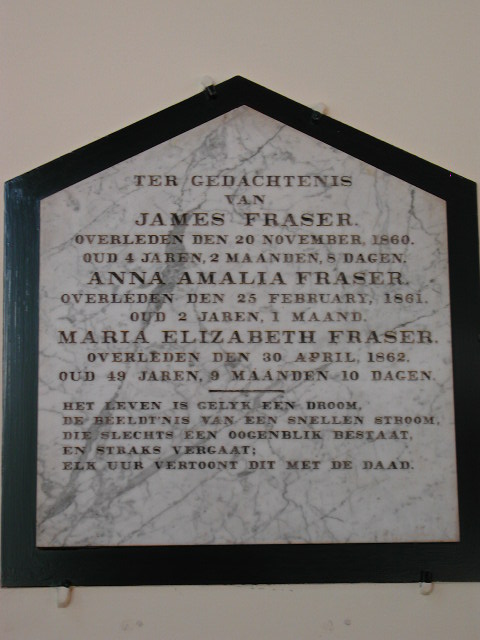 TER GEDACHTENIS
VAN
JAMES FRASER.
OVERLEDEN DEN 20 NOVEMBER, 1860.
OUD 4 JAREN, 2 MAANDEN, 8 DAGEN.
ANNA AMALIA FRASER.
OVERLEDEN DEN 25 FEBRUARY, 1861.
OUD 2 JAREN, 1 MAAND.
MARIA ELIZABETH FRASER.
OVERLEDEN DEN 30 APRIL, 1862.
OUD 49 JAREN, 9 MAANDEN 10 DAGEN.
HET LEVEN IS GELYK EEN DROOM,
DE BEELDT'NIS VAN EEN SNELLEN STROOM,
DIE SLECHTS EEN OOGENBLIK BESTAAT,
EN STRAKS VERGAAT;
ELK UUR VERTOONT DIT MET DE DAAD.